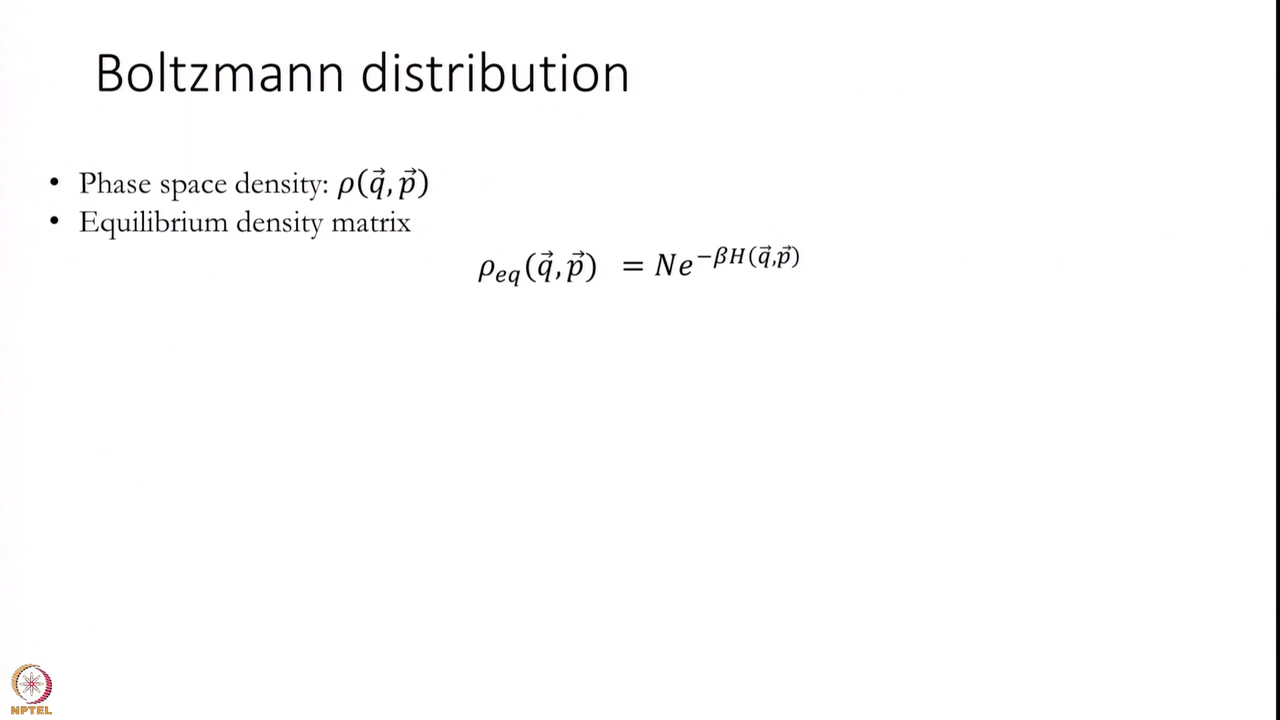 Boltzmann distribution
• Phase space density: ρ(q⃗, p⃗)
• Equilibrium density matrix
ρ_eq(q⃗, p⃗) = Ne^{−βH(q⃗,p⃗)}
NPTEL